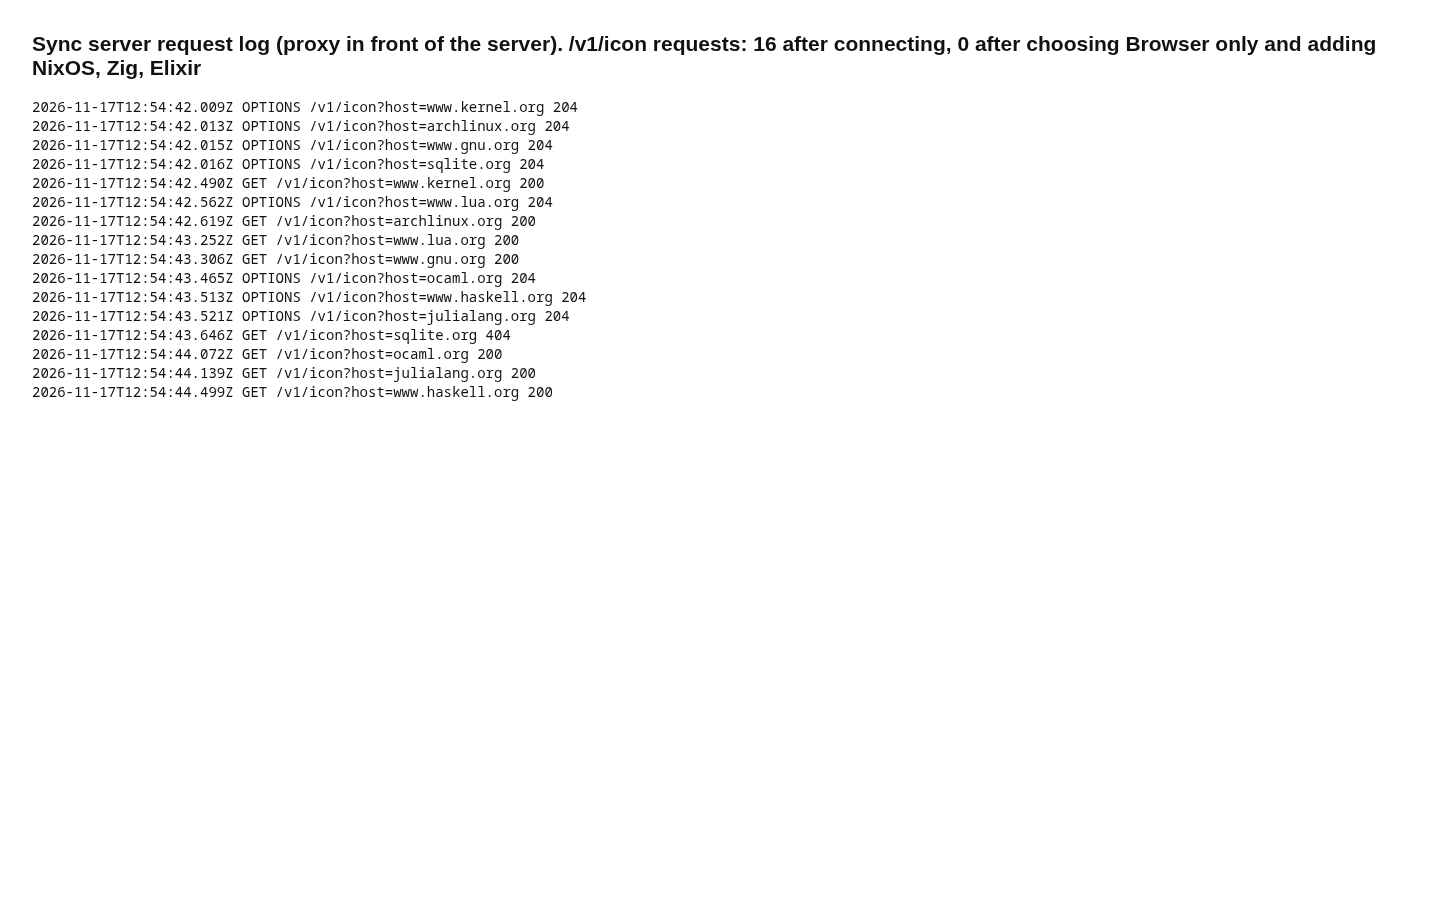 Sync server request log (proxy in front of the server). /v1/icon requests: 16 after connecting, 0 after choosing Browser only and adding
NixOS, Zig, Elixir
2026-11-17T12:54:42.009Z OPTIONS /v1/icon?host=www.kernel.org 204
2026-11-17T12:54:42.013Z OPTIONS /v1/icon?host=archlinux.org 204
2026-11-17T12:54:42.015Z OPTIONS /v1/icon?host=www.gnu.org 204
2026-11-17T12:54:42.016Z OPTIONS /v1/icon?host=sqlite.org 204
2026-11-17T12:54:42.490Z GET /v1/icon?host=www.kernel.org 200
2026-11-17T12:54:42.562Z OPTIONS /v1/icon?host=www.lua.org 204
2026-11-17T12:54:42.619Z GET /v1/icon?host=archlinux.org 200
2026-11-17T12:54:43.252Z GET /v1/icon?host=www.lua.org 200
2026-11-17T12:54:43.306Z GET /v1/icon?host=www.gnu.org 200
2026-11-17T12:54:43.465Z OPTIONS /v1/icon?host=ocaml.org 204
2026-11-17T12:54:43.513Z OPTIONS /v1/icon?host=www.haskell.org 204
2026-11-17T12:54:43.521Z OPTIONS /v1/icon?host=julialang.org 204
2026-11-17T12:54:43.646Z GET /v1/icon?host=sqlite.org 404
2026-11-17T12:54:44.072Z GET /v1/icon?host=ocaml.org 200
2026-11-17T12:54:44.139Z GET /v1/icon?host=julialang.org 200
2026-11-17T12:54:44.499Z GET /v1/icon?host=www.haskell.org 200